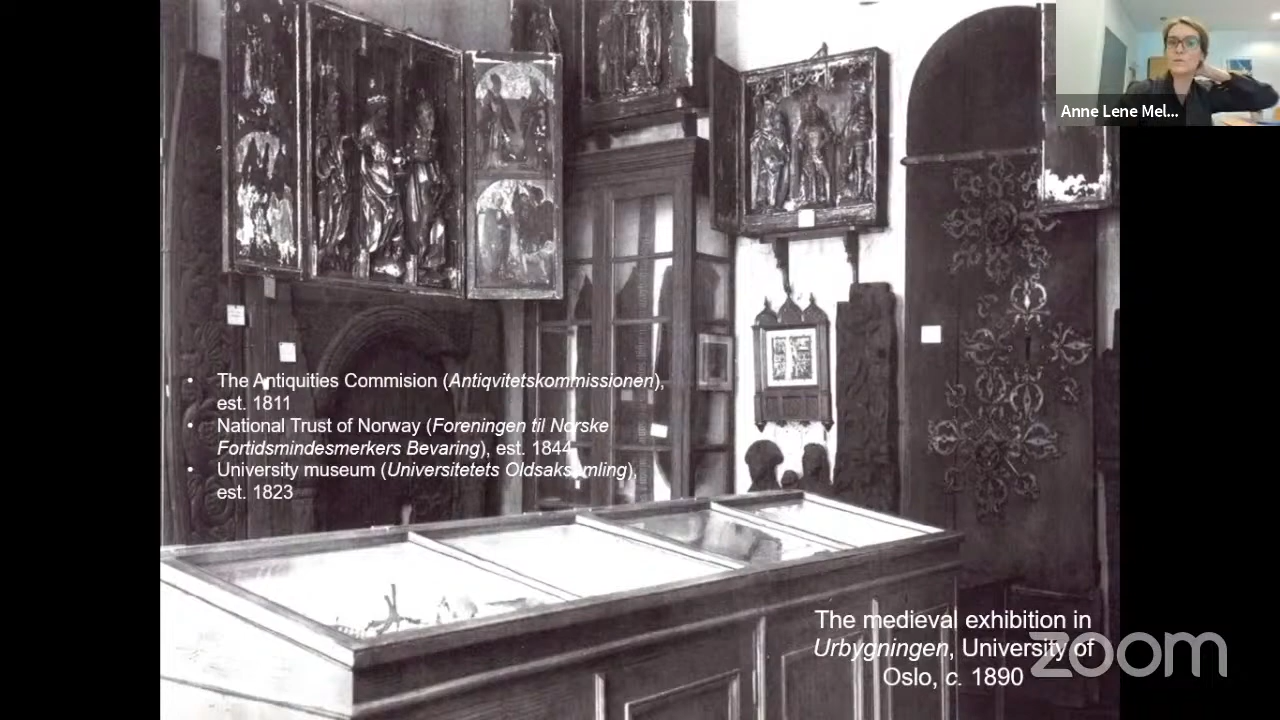 Anne Lene Mel...
• The Antiquities Commision (Antiqvitetskommissionen),
est. 1811
• National Trust of Norway (Foreningen til Norske
Fortidsmindesmerkers Bevaring), est. 1844
• University museum (Universitetets Oldsaksamling),
est. 1823
The medieval exhibition in
Urbygningen, University of
Oslo, c. 1890
zoom